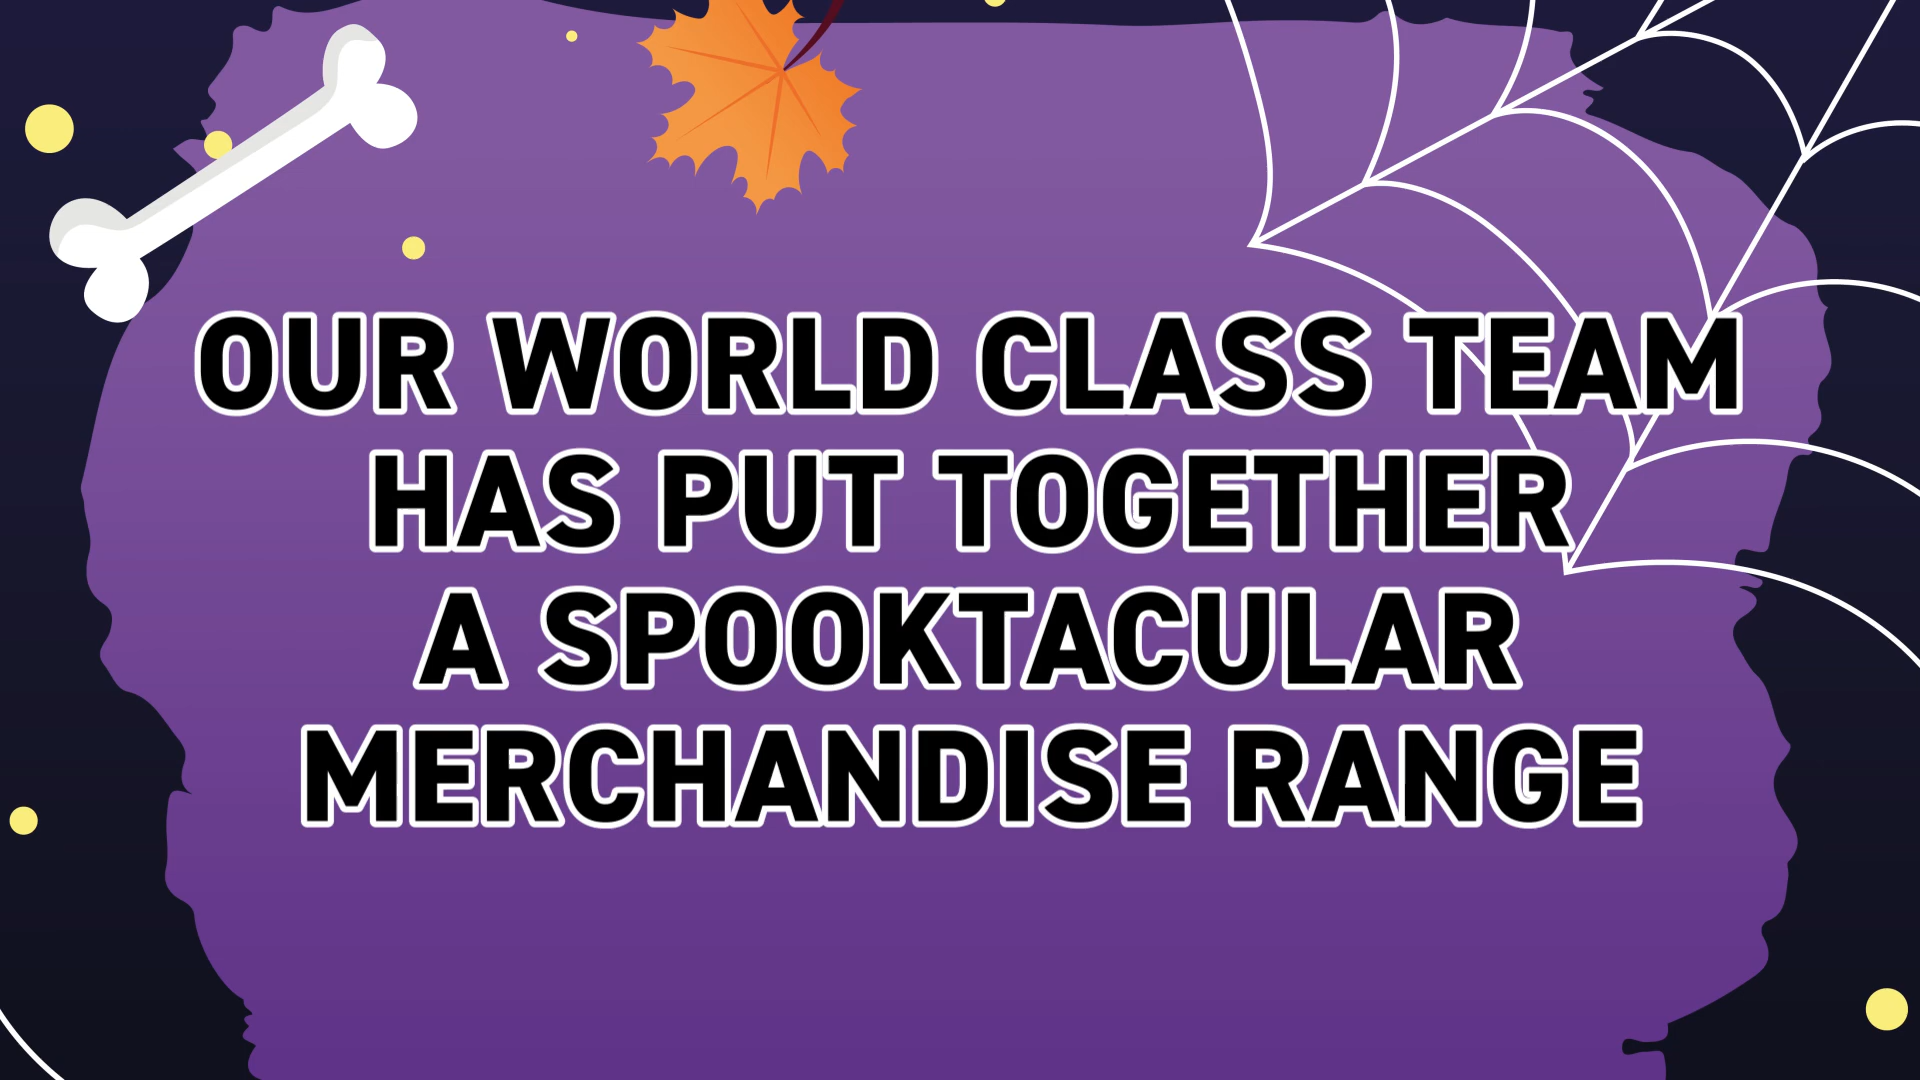 OUR WORLD CLASS TEAM
HAS PUT TOGETHER
A SPOOKTACULAR
MERCHANDISE RANGE